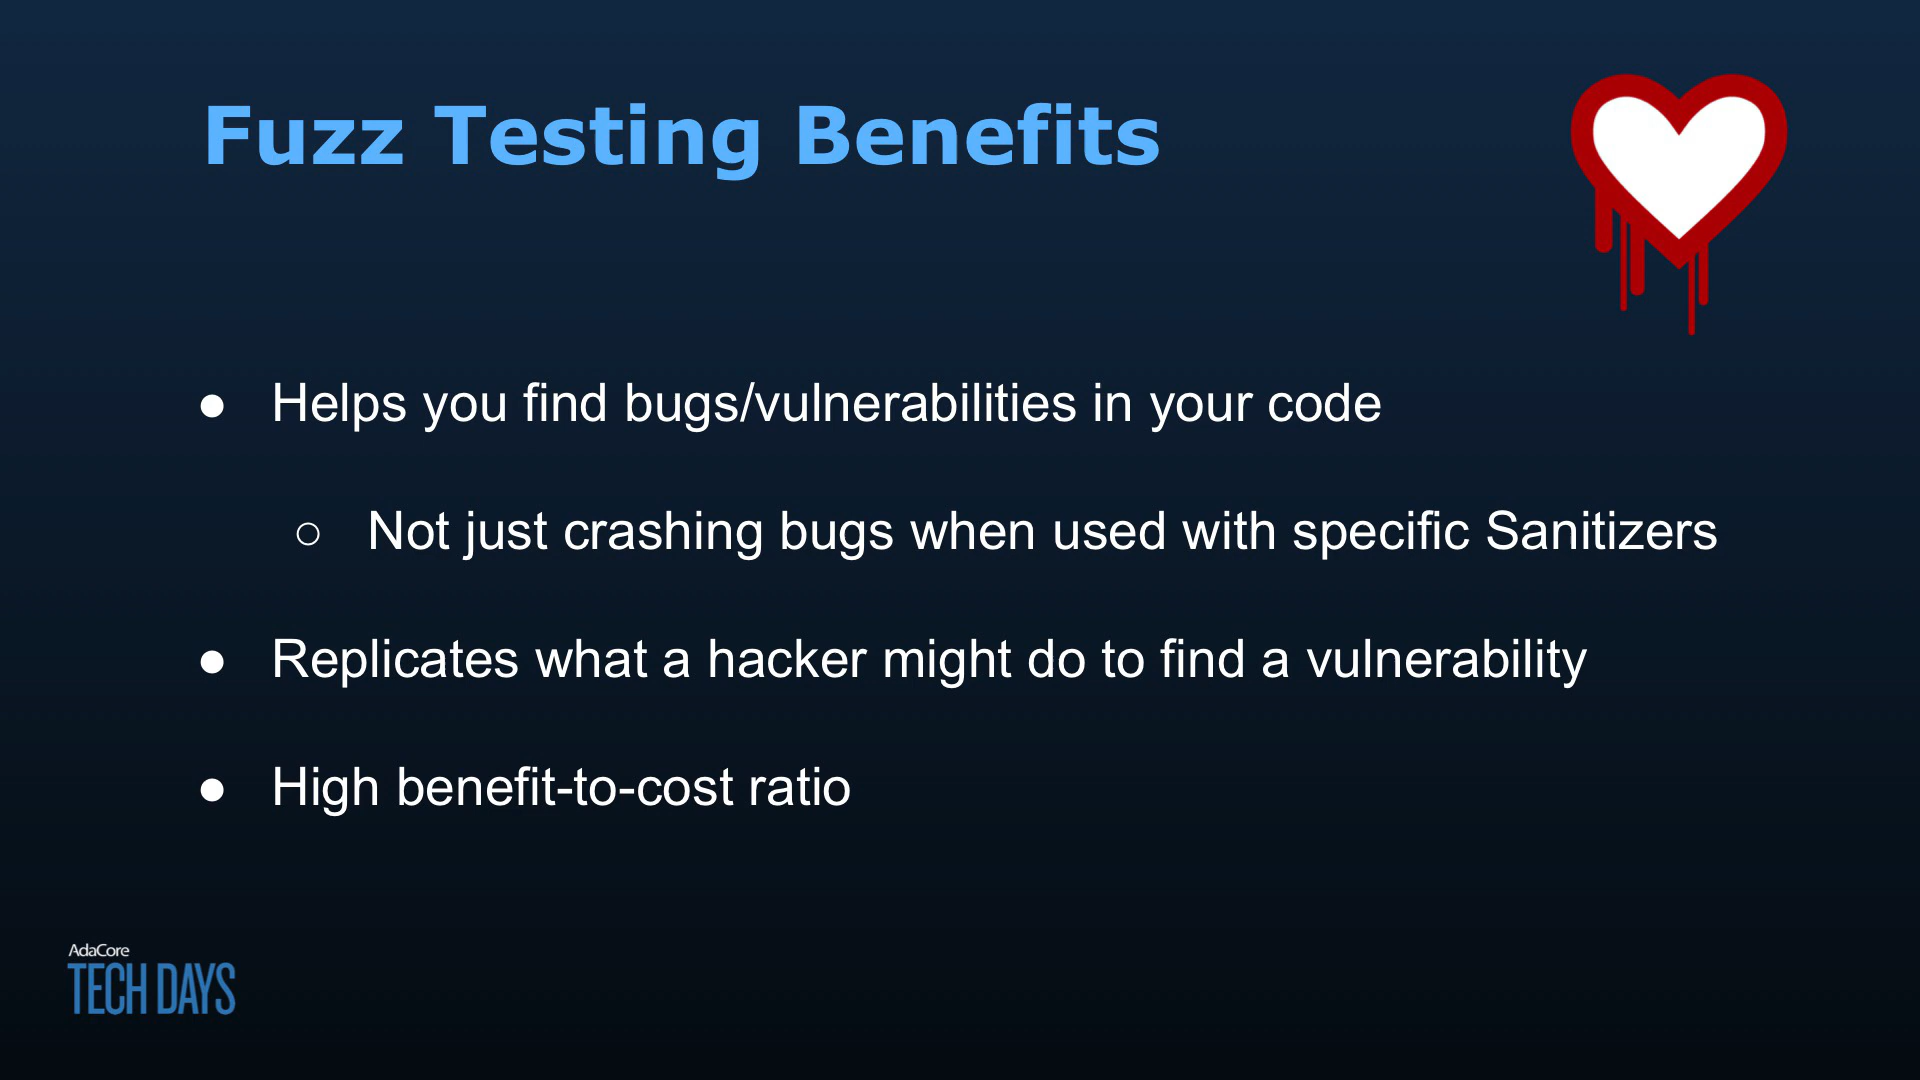 Fuzz Testing Benefits
● Helps you find bugs/vulnerabilities in your code
○ Not just crashing bugs when used with specific Sanitizers
● Replicates what a hacker might do to find a vulnerability
● High benefit-to-cost ratio
AdaCore
TECH DAYS